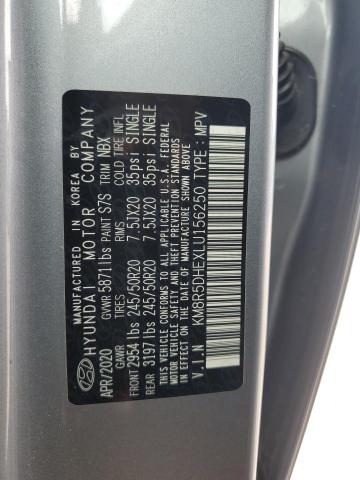 MANUFACTURED IN KOREA BY
HYUNDAI MOTOR COMPANY
APR/2020 GVWR 5871lbs PAINT S7S TRIM NBX
GAWR TIRES RIMS COLD TIRE INFL
FRONT 2954 lbs 245/50R20 7.5JX20 35psi SINGLE
REAR 3197 lbs 245/50R20 7.5JX20 35psi SINGLE
THIS VEHICLE CONFORMS TO ALL APPLICABLE U.S.A. FEDERAL
MOTOR VEHICLE SAFETY AND THEFT PREVENTION STANDARDS
IN EFFECT ON THE DATE OF MANUFACTURE SHOWN ABOVE.
V.I.N KM8R5DHEXLU156250 TYPE : MPV